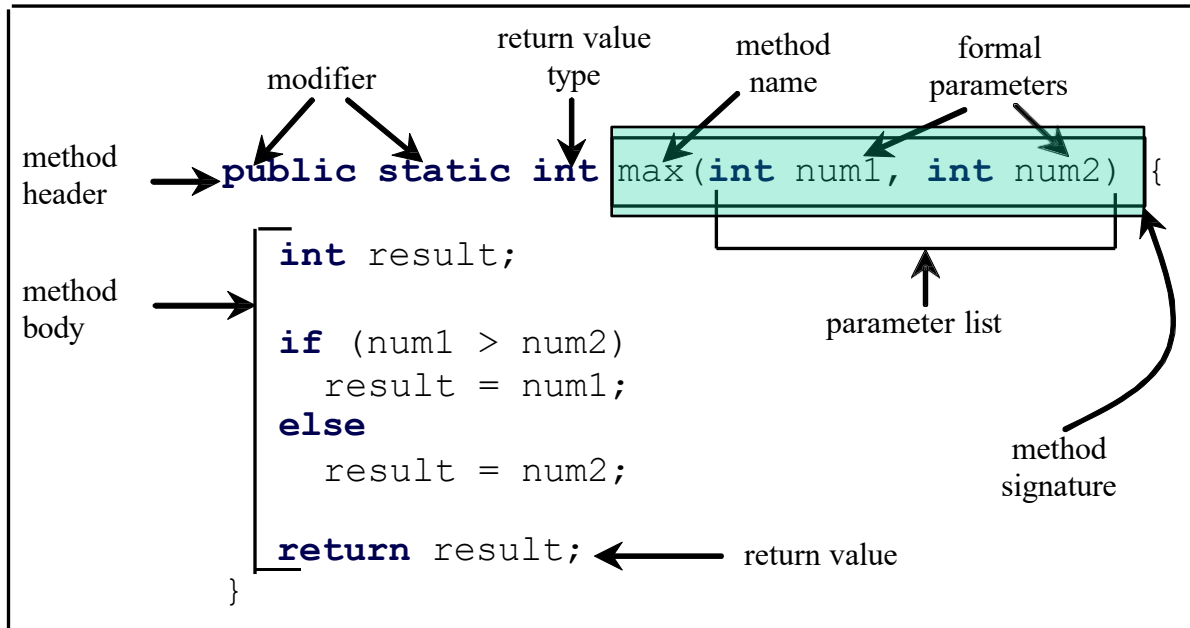 return value
type
method
name
formal
parameters
modifier
method
header
public static int max(int num1, int num2) {
int result;
method
body
parameter list
if (num1 > num2)
result = num1;
else
result = num2;
method
signature
return result;
return value
}